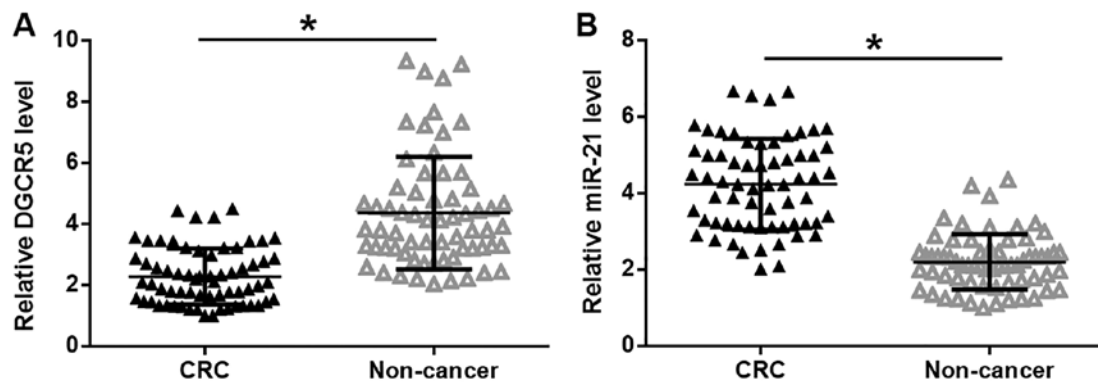 A
*
Relative DGCR5 level
10
8
6
4
2
0
CRC
Non-cancer
B
*
Relative miR-21 level
8
6
4
2
0
CRC
Non-cancer